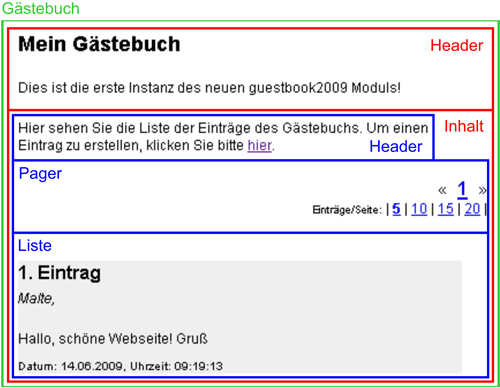 Gästebuch
Mein Gästebuch
Header
Dies ist die erste Instanz des neuen guestbook2009 Moduls!
Hier sehen Sie die Liste der Einträge des Gästebuchs. Um einen
Inhalt
Eintrag zu erstellen, klicken Sie bitte hier.
Header
Pager
« 1 »
Einträge/Seite: | 5 | 10 | 15 | 20 |
Liste
1. Eintrag
Malte,
Hallo, schöne Webseite! Gruß
Datum: 14.06.2009, Uhrzeit: 09:19:13